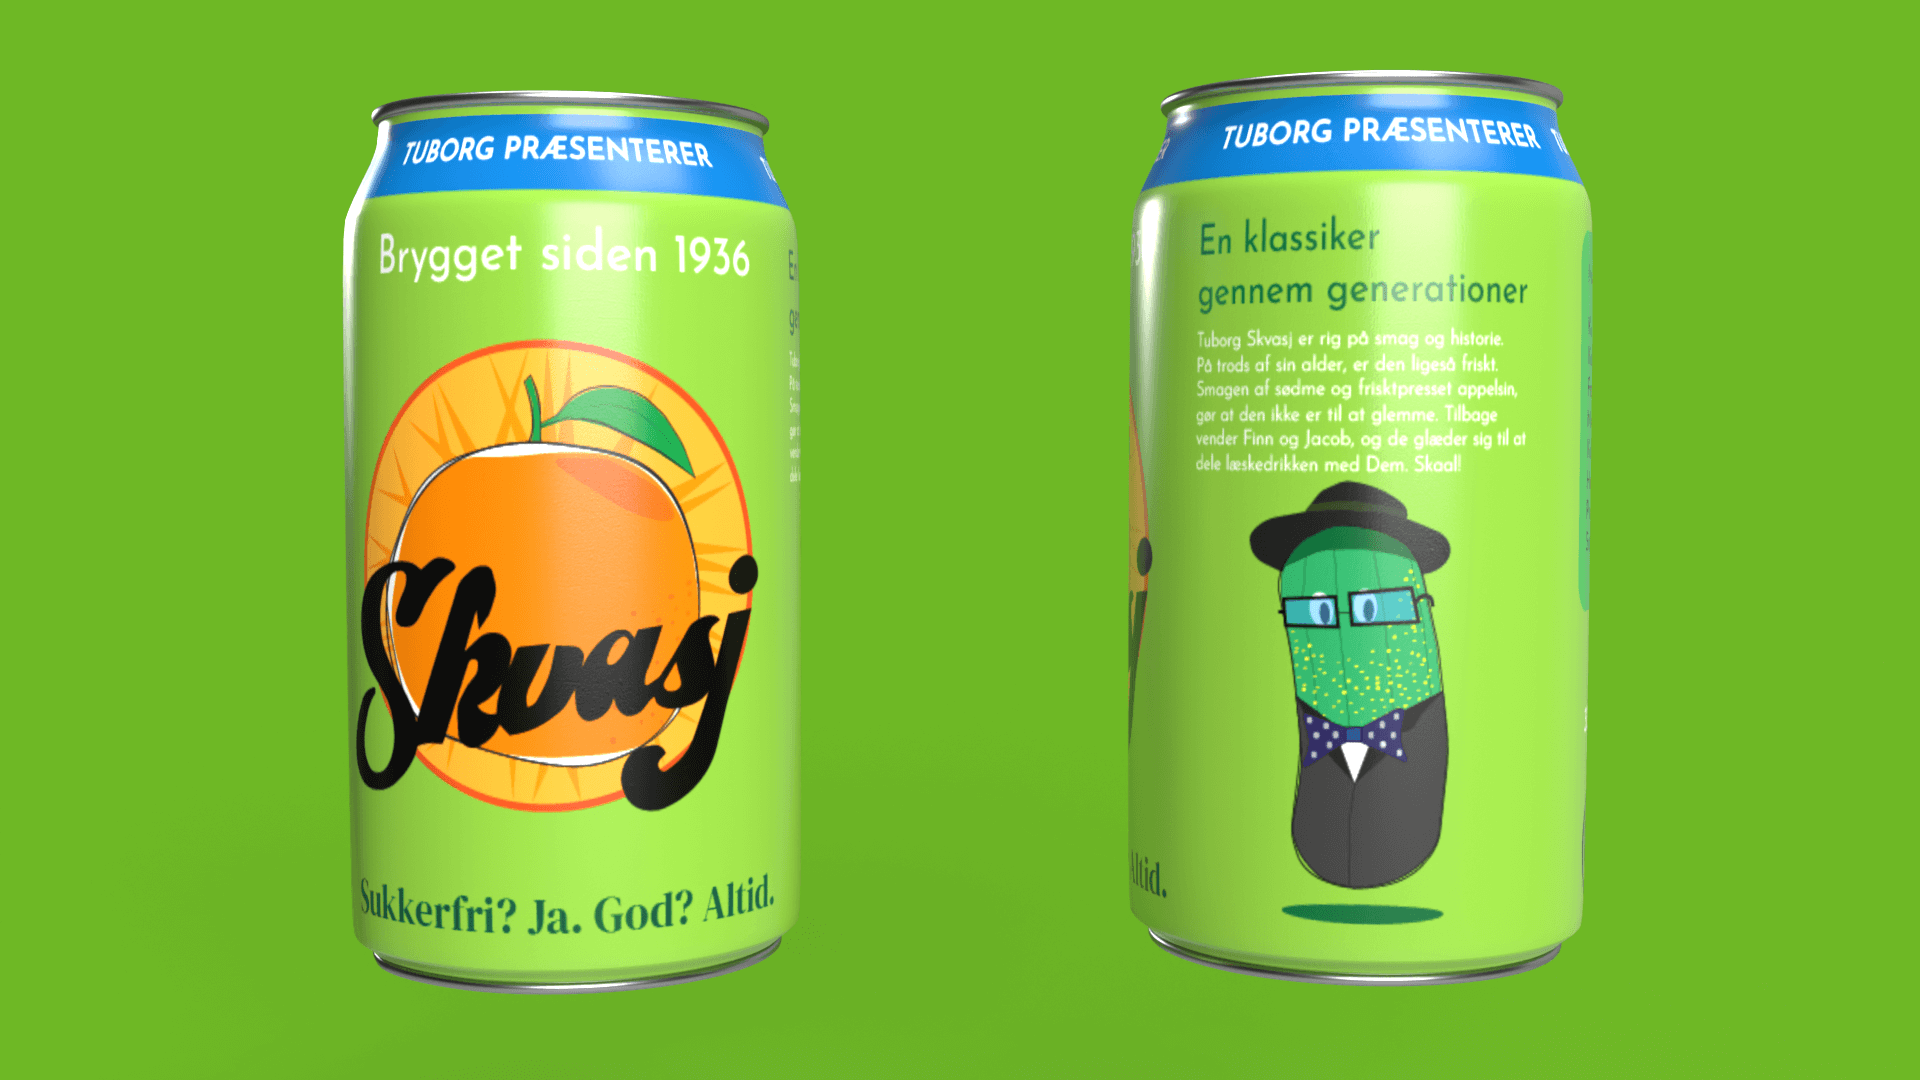 TUBORG PRÆSENTERER
Brygget siden 1936
Skvasj
Sukkerfri? Ja. God? Altid.
TUBORG PRÆSENTERER
En klassiker
gennem generationer
Tuborg Skvasj er rig på smag og historie.
På trods af sin alder, er den ligeså friskt.
Smagen af sødme og frisktpresset appelsin,
gør at den ikke er til at glemme. Tilbage
vender Finn og Jacob, og de glæder sig til at
dele læskedrikken med Dem. Skaal!
Altid.